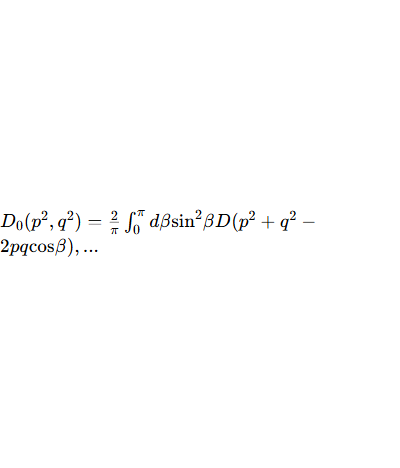 $D_0(p^2, q^2) = \frac{2}{\pi} \int_0^{\pi} d\beta \sin^2 \beta D(p^2 + q^2 -$
$2pq\cos\beta), ...$